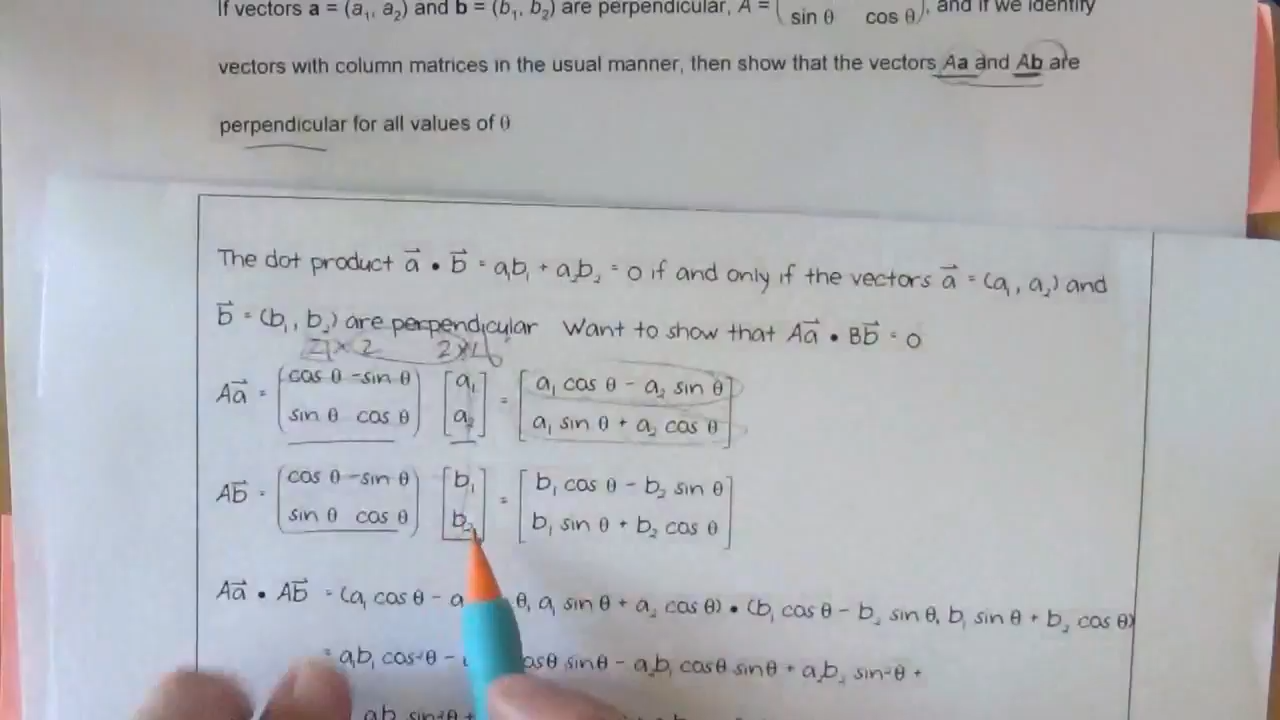 If vectors a = (a₁, a₂) and b = (b₁, b₂) are perpendicular, A = ( sin θ cos θ ), and if we identify
vectors with column matrices in the usual manner, then show that the vectors Aa and Ab are
perpendicular for all values of θ
The dot product a⃗ • b⃗ = a₁b₁ + a₂b₂ = 0 if and only if the vectors a⃗ = (a₁, a₂) and
b⃗ = (b₁, b₂) are perpendicular Want to show that Aa⃗ • Bb⃗ = 0
2×2 2×1
Aa⃗ = ( cos θ -sin θ [ a₁ ] = [ a₁ cos θ - a₂ sin θ ]
sin θ cos θ ) [ a₂ ] [ a₁ sin θ + a₂ cos θ ]
Ab⃗ = ( cos θ -sin θ [ b₁ ] = [ b₁ cos θ - b₂ sin θ ]
sin θ cos θ ) [ b₂ ] [ b₁ sin θ + b₂ cos θ ]
Aa⃗ • Ab⃗ = (a₁ cos θ - a θ, a₁ sin θ + a₂ cos θ) • (b₁ cos θ - b₂ sin θ, b₁ sin θ + b₂ cos θ)
= a₁b₁ cos²θ - cosθ sinθ - a₂b₁ cosθ sinθ + a₂b₂ sin²θ +
sin²θ +